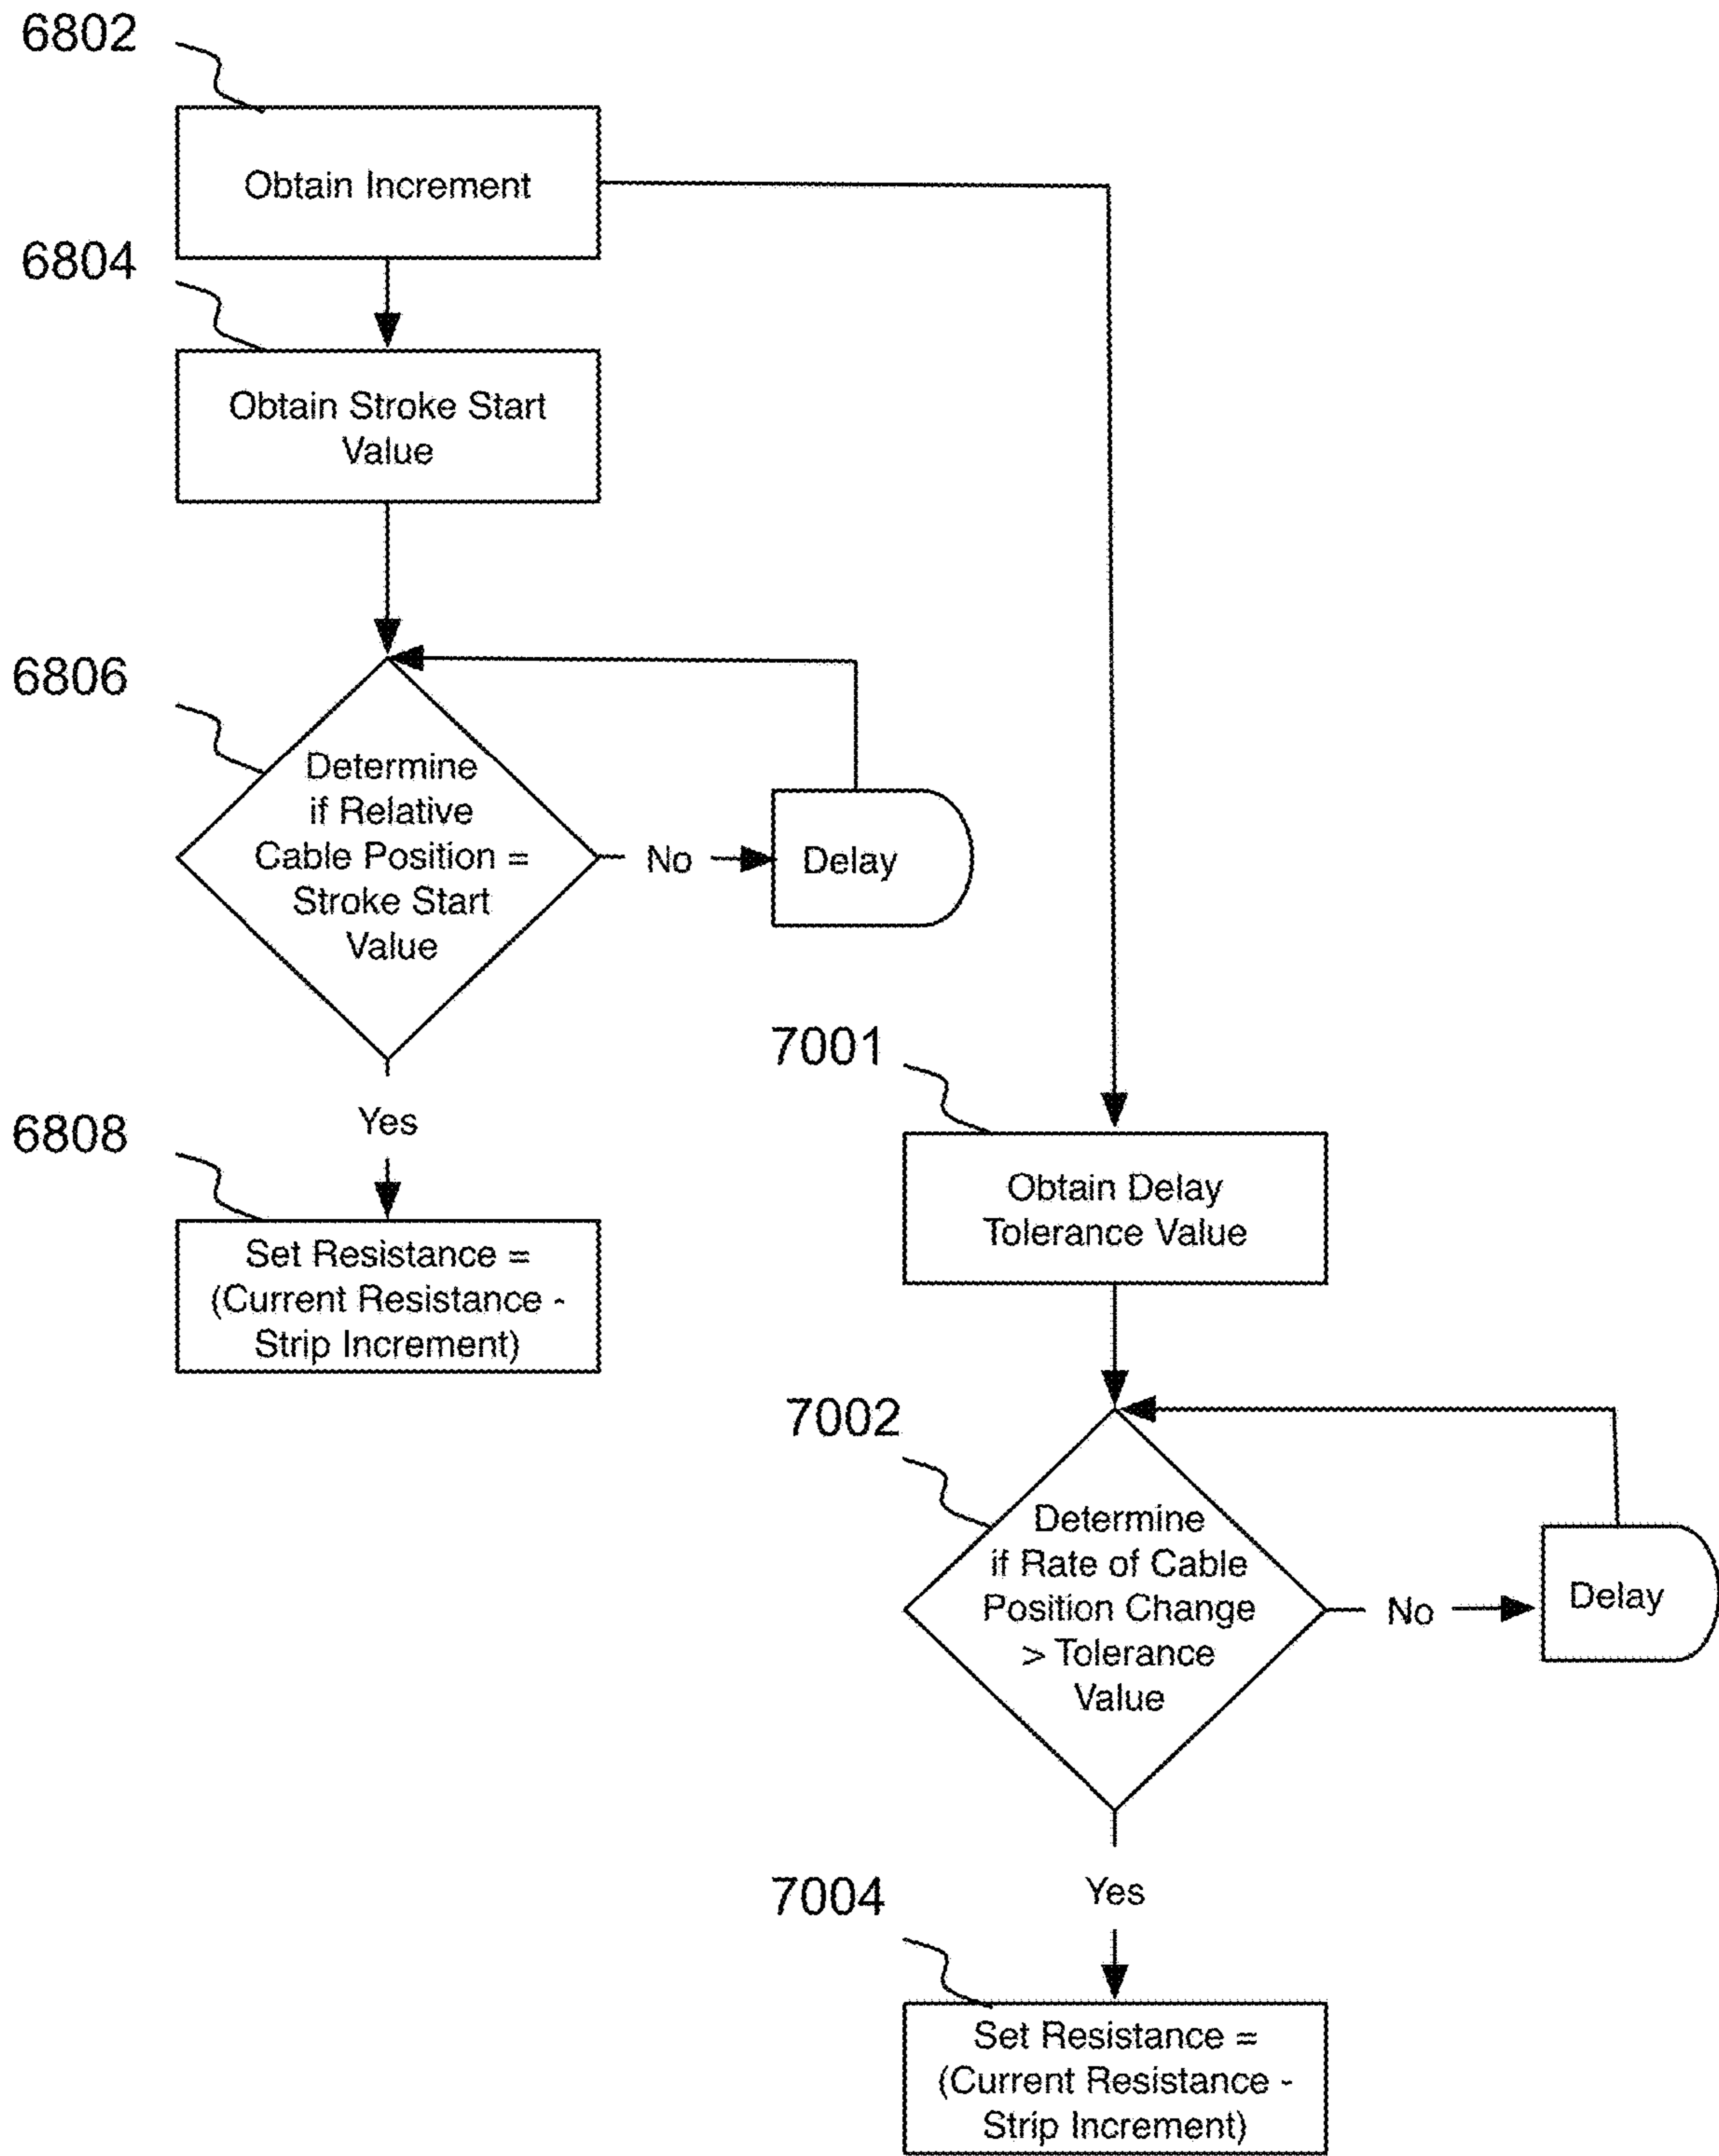 6802
Obtain Increment
6804
Obtain Stroke Start
Value
6806
Determine
if Relative
Cable Position =
Stroke Start
Value
No
Delay
Yes
6808
Set Resistance =
(Current Resistance -
Strip Increment)
7001
Obtain Delay
Tolerance Value
7002
Determine
if Rate of Cable
Position Change
> Tolerance
Value
No
Delay
Yes
7004
Set Resistance =
(Current Resistance -
Strip Increment)